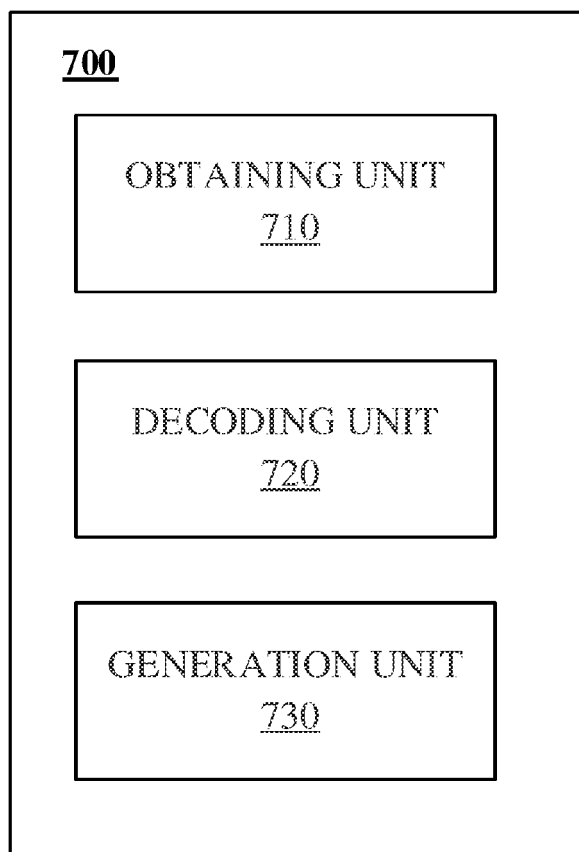 700
OBTAINING UNIT
710
DECODING UNIT
720
GENERATION UNIT
730